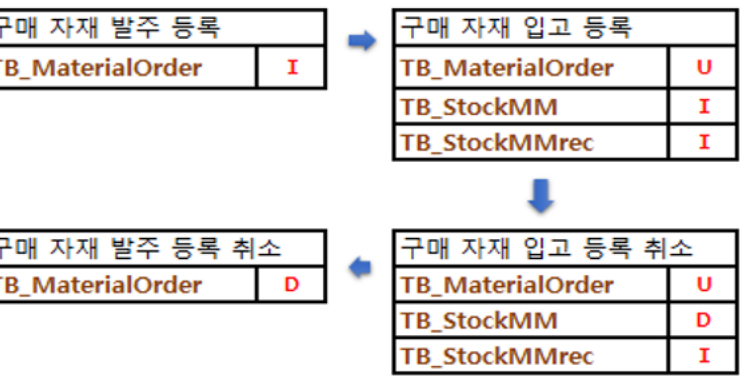 구매 자재 발주 등록
TB_MaterialOrder I
구매 자재 입고 등록
TB_MaterialOrder U
TB_StockMM I
TB_StockMMrec I
구매 자재 발주 등록 취소
TB_MaterialOrder D
구매 자재 입고 등록 취소
TB_MaterialOrder U
TB_StockMM D
TB_StockMMrec I